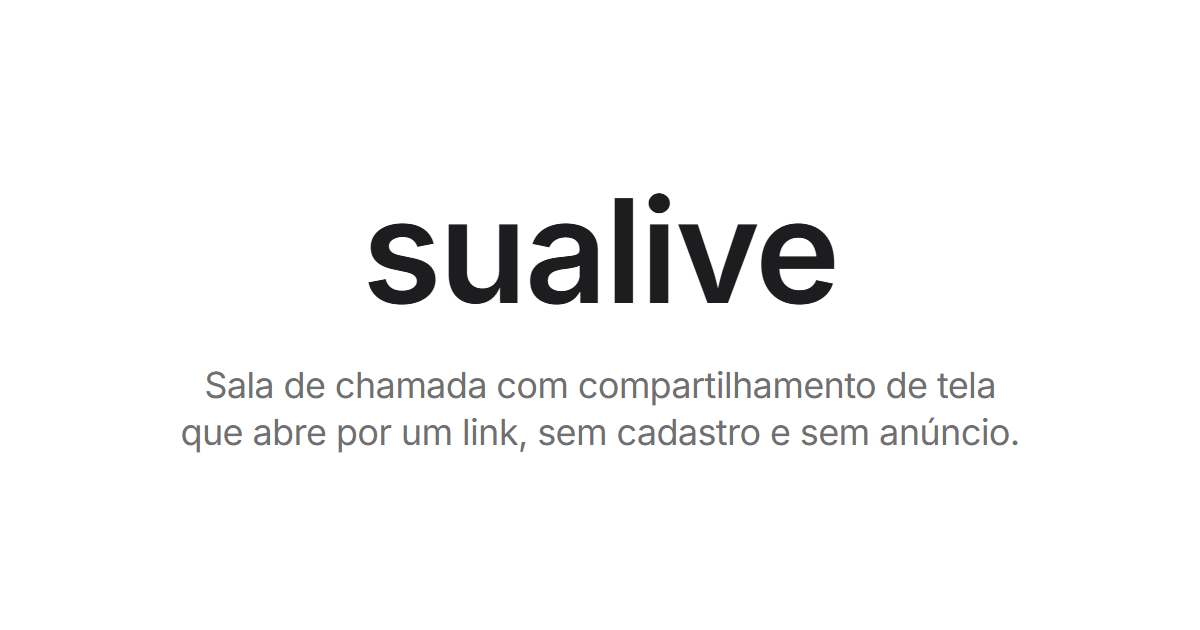 sualive
Sala de chamada com compartilhamento de tela
que abre por um link, sem cadastro e sem anúncio.